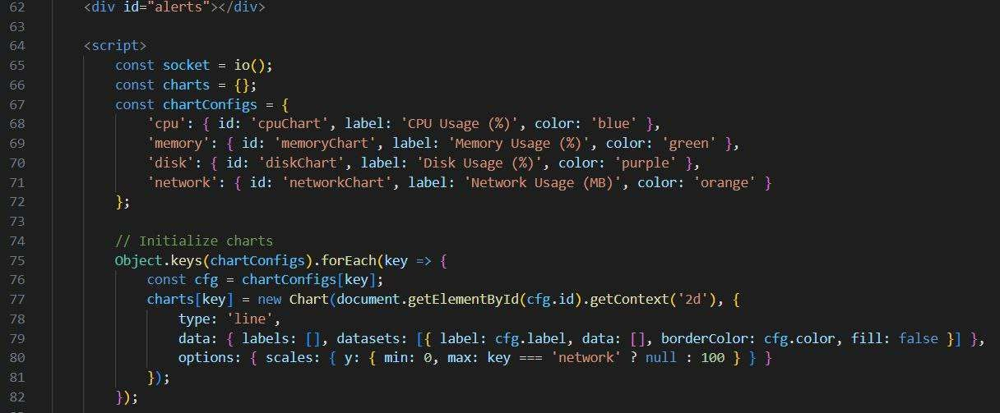 62 <div id="alerts"></div>
63
64 <script>
65 const socket = io();
66 const charts = {};
67 const chartConfigs = {
68 'cpu': { id: 'cpuChart', label: 'CPU Usage (%)', color: 'blue' },
69 'memory': { id: 'memoryChart', label: 'Memory Usage (%)', color: 'green' },
70 'disk': { id: 'diskChart', label: 'Disk Usage (%)', color: 'purple' },
71 'network': { id: 'networkChart', label: 'Network Usage (MB)', color: 'orange' }
72 };
73
74 // Initialize charts
75 Object.keys(chartConfigs).forEach(key => {
76 const cfg = chartConfigs[key];
77 charts[key] = new Chart(document.getElementById(cfg.id).getContext('2d'), {
78 type: 'line',
79 data: { labels: [], datasets: [{ label: cfg.label, data: [], borderColor: cfg.color, fill: false }] },
80 options: { scales: { y: { min: 0, max: key === 'network' ? null : 100 } } }
81 });
82 });